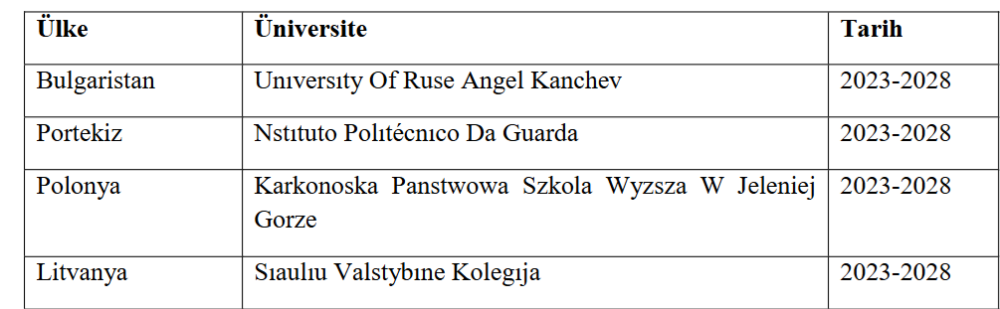 Ülke Üniversite Tarih
Bulgaristan Unıversıty Of Ruse Angel Kanchev 2023-2028
Portekiz Nstıtuto Polıtécnıco Da Guarda 2023-2028
Polonya Karkonoska Panstwowa Szkola Wyzsza W Jeleniej 2023-2028
Gorze
Litvanya Sıaulıu Valstybıne Kolegıja 2023-2028